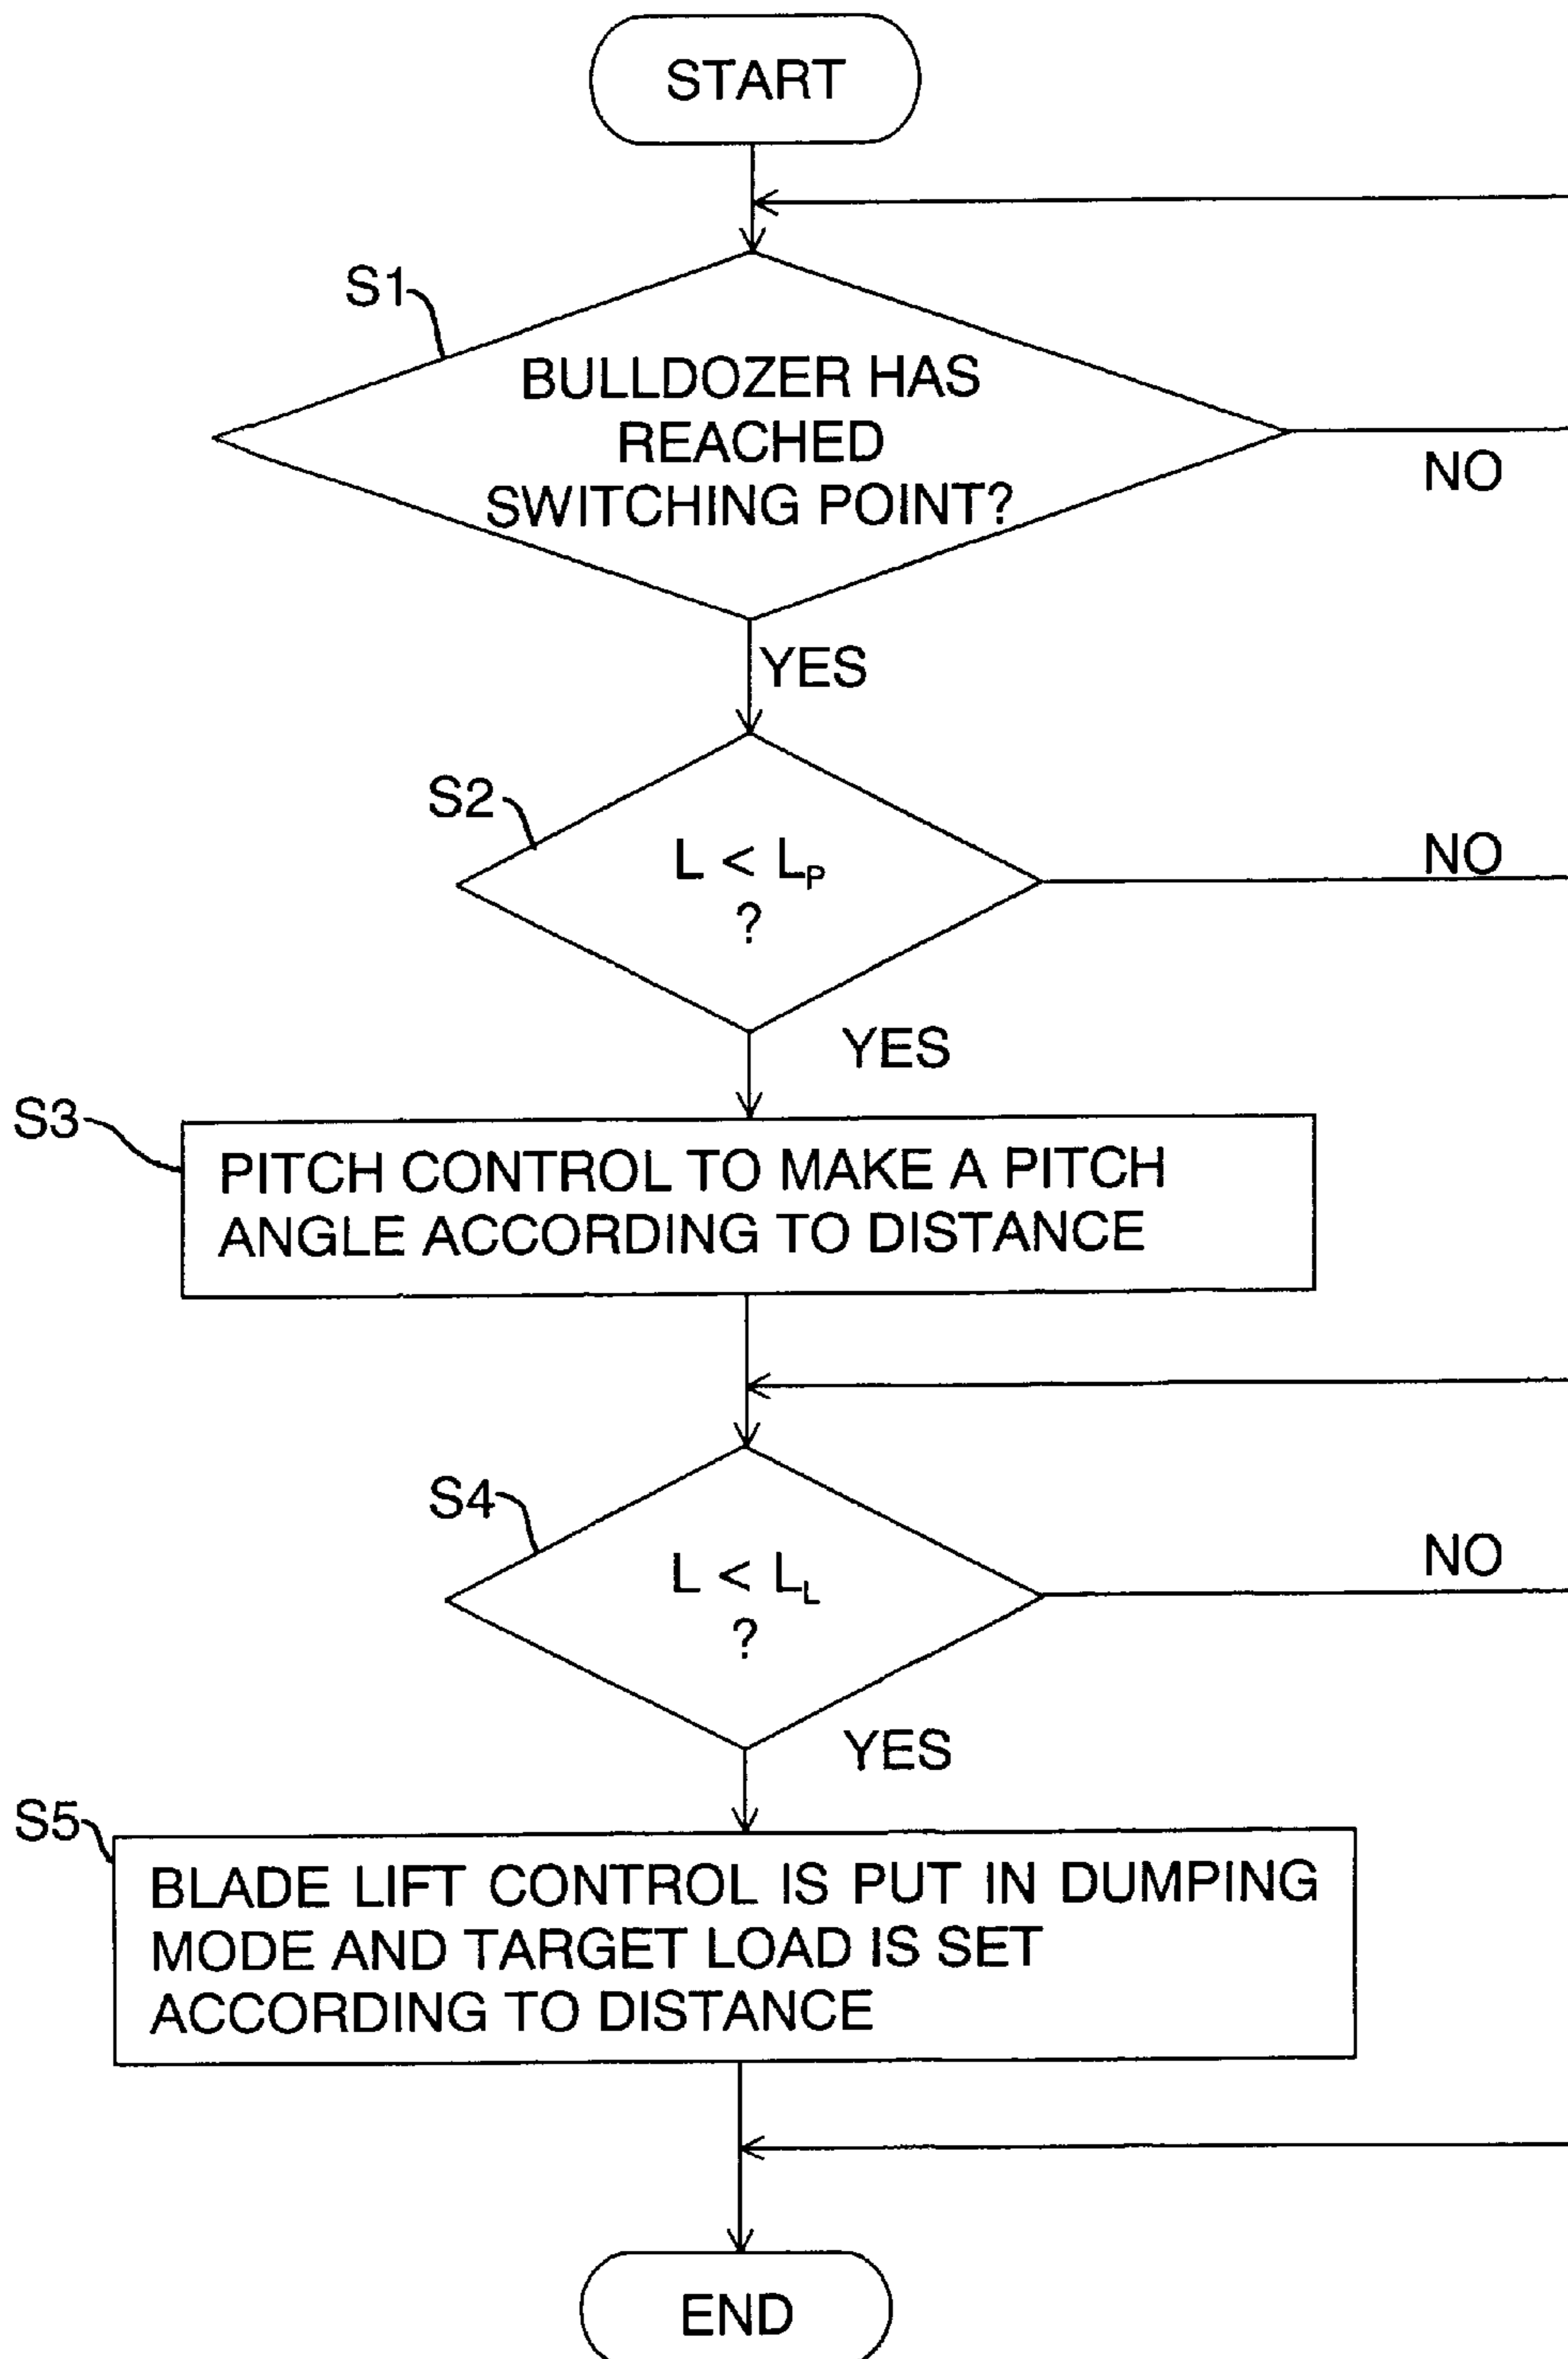 START
S1
BULLDOZER HAS
REACHED
SWITCHING POINT?
NO
YES
S2
L < LP
?
NO
YES
S3
PITCH CONTROL TO MAKE A PITCH
ANGLE ACCORDING TO DISTANCE
S4
L < LL
?
NO
YES
S5
BLADE LIFT CONTROL IS PUT IN DUMPING
MODE AND TARGET LOAD IS SET
ACCORDING TO DISTANCE
END